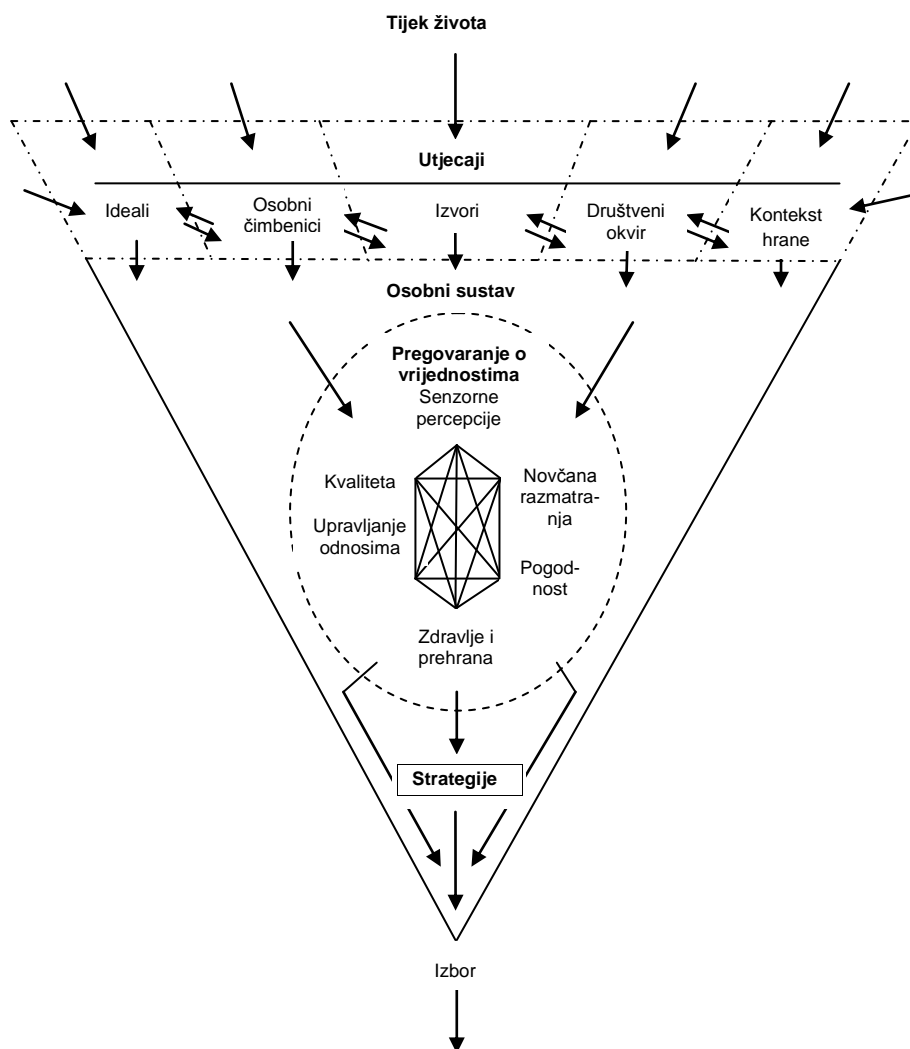 Tijek života
Utjecaji
Ideali
Osobni
čimbenici
Izvori
Društveni
okvir
Kontekst
hrane
Osobni sustav
Pregovaranje o
vrijednostima
Senzorne
percepcije
Kvaliteta
Novčana
razmatra-
nja
Upravljanje
odnosima
Pogod-
nost
Zdravlje i
prehrana
Strategije
Izbor